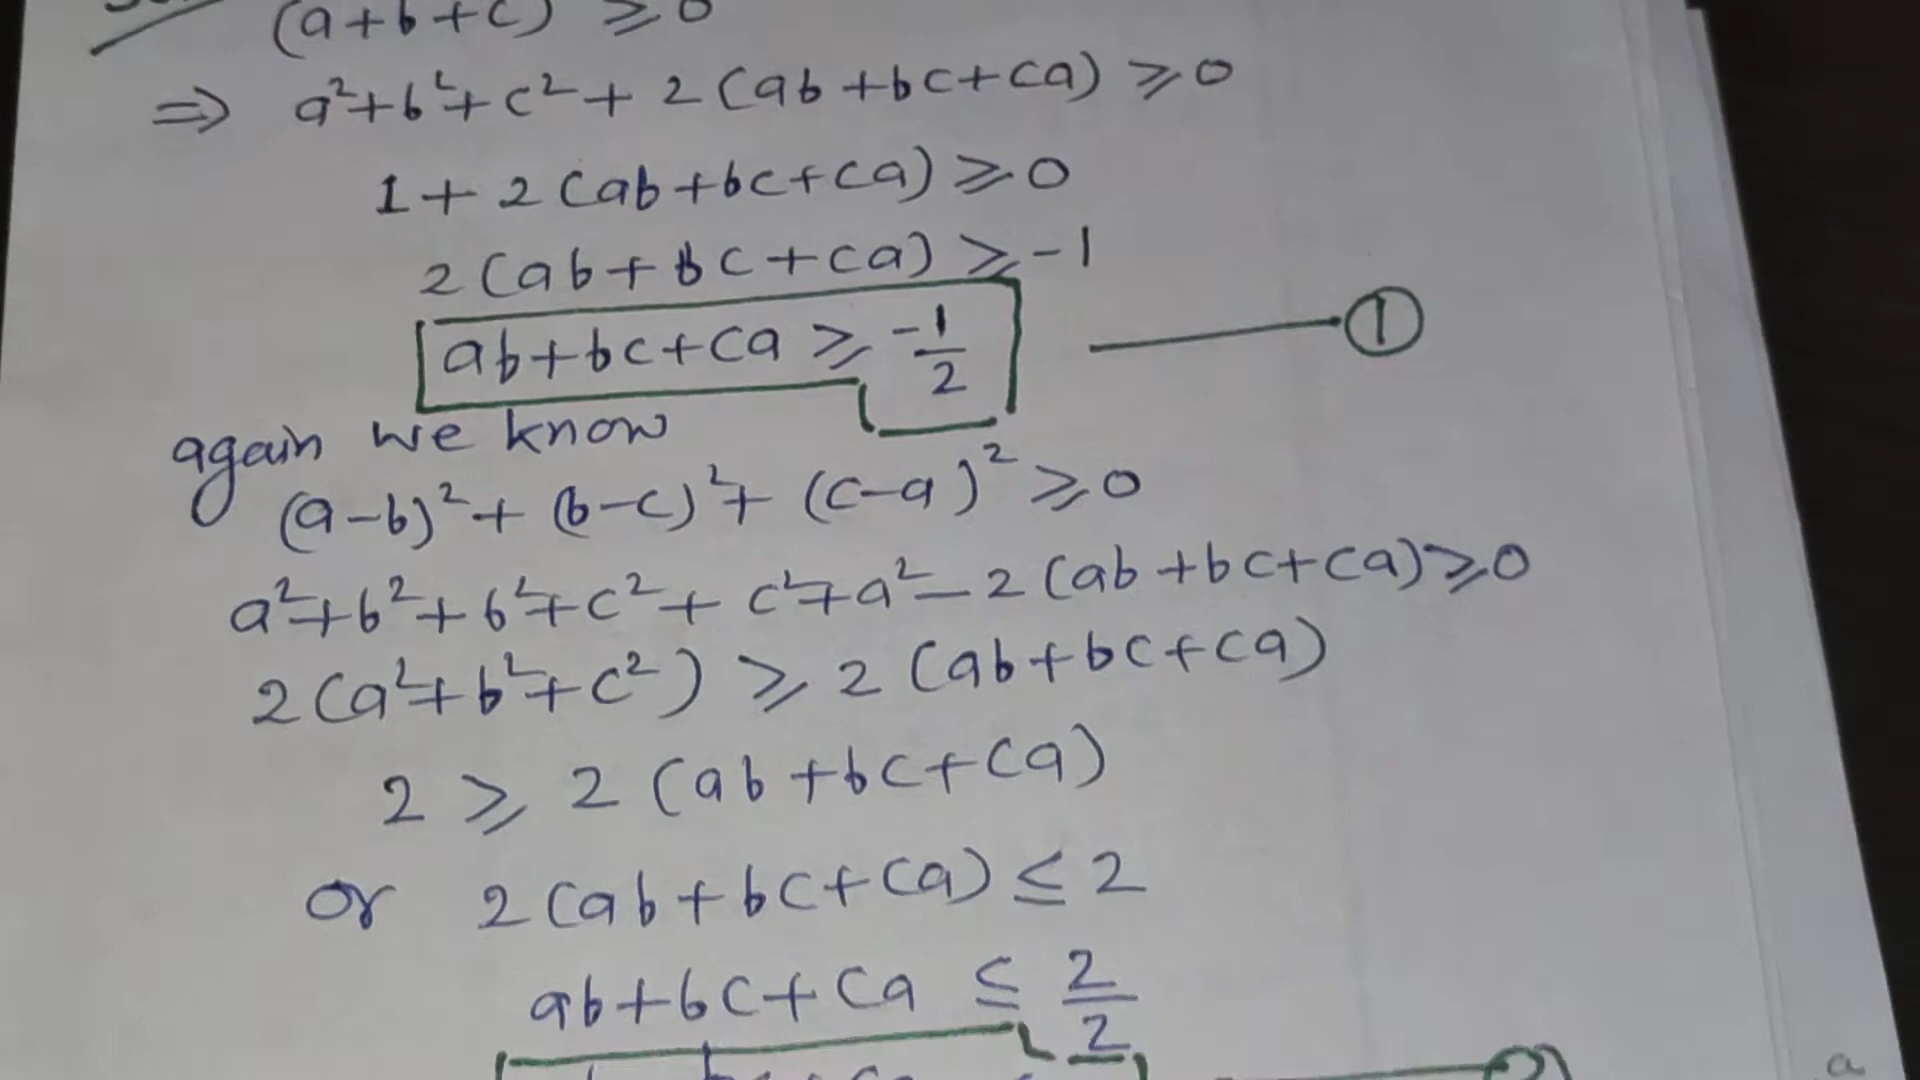 (a+b+c) ≥ 0
⇒ a²+b²+c²+2(ab+bc+ca) ≥ 0
1+2(ab+bc+ca) ≥ 0
2(ab+bc+ca) ≥ -1
ab+bc+ca ≥ -1/2 ①
again we know
(a-b)²+(b-c)²+(c-a)² ≥ 0
a²+b²+b²+c²+c²+a²-2(ab+bc+ca) ≥ 0
2(a²+b²+c²) ≥ 2(ab+bc+ca)
2 ≥ 2(ab+bc+ca)
or 2(ab+bc+ca) ≤ 2
ab+bc+ca ≤ 2/2